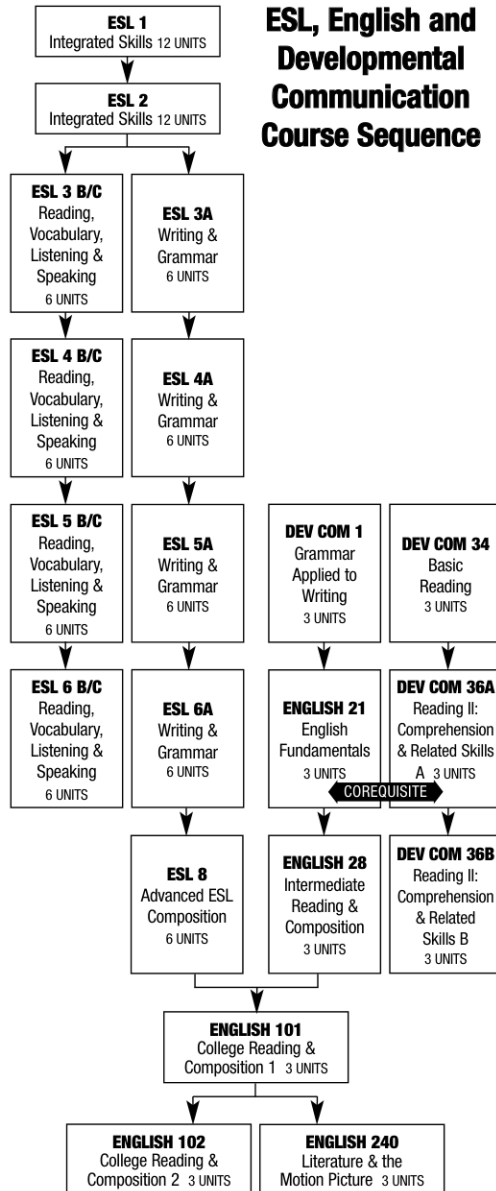 ESL, English and
Developmental
Communication
Course Sequence
ESL 1
Integrated Skills 12 UNITS
ESL 2
Integrated Skills 12 UNITS
ESL 3 B/C
Reading,
Vocabulary,
Listening &
Speaking
6 UNITS
ESL 3A
Writing &
Grammar
6 UNITS
ESL 4 B/C
Reading,
Vocabulary,
Listening &
Speaking
6 UNITS
ESL 4A
Writing &
Grammar
6 UNITS
ESL 5 B/C
Reading,
Vocabulary,
Listening &
Speaking
6 UNITS
ESL 5A
Writing &
Grammar
6 UNITS
DEV COM 1
Grammar
Applied to
Writing
3 UNITS
DEV COM 34
Basic
Reading
3 UNITS
ESL 6 B/C
Reading,
Vocabulary,
Listening &
Speaking
6 UNITS
ESL 6A
Writing &
Grammar
6 UNITS
ENGLISH 21
English
Fundamentals
3 UNITS
DEV COM 36A
Reading II:
Comprehension
& Related Skills
A 3 UNITS
COREQUISITE
ESL 8
Advanced ESL
Composition
6 UNITS
ENGLISH 28
Intermediate
Reading &
Composition
3 UNITS
DEV COM 36B
Reading II:
Comprehension
& Related
Skills B
3 UNITS
ENGLISH 101
College Reading &
Composition 1 3 UNITS
ENGLISH 102
College Reading &
Composition 2 3 UNITS
ENGLISH 240
Literature & the
Motion Picture 3 UNITS